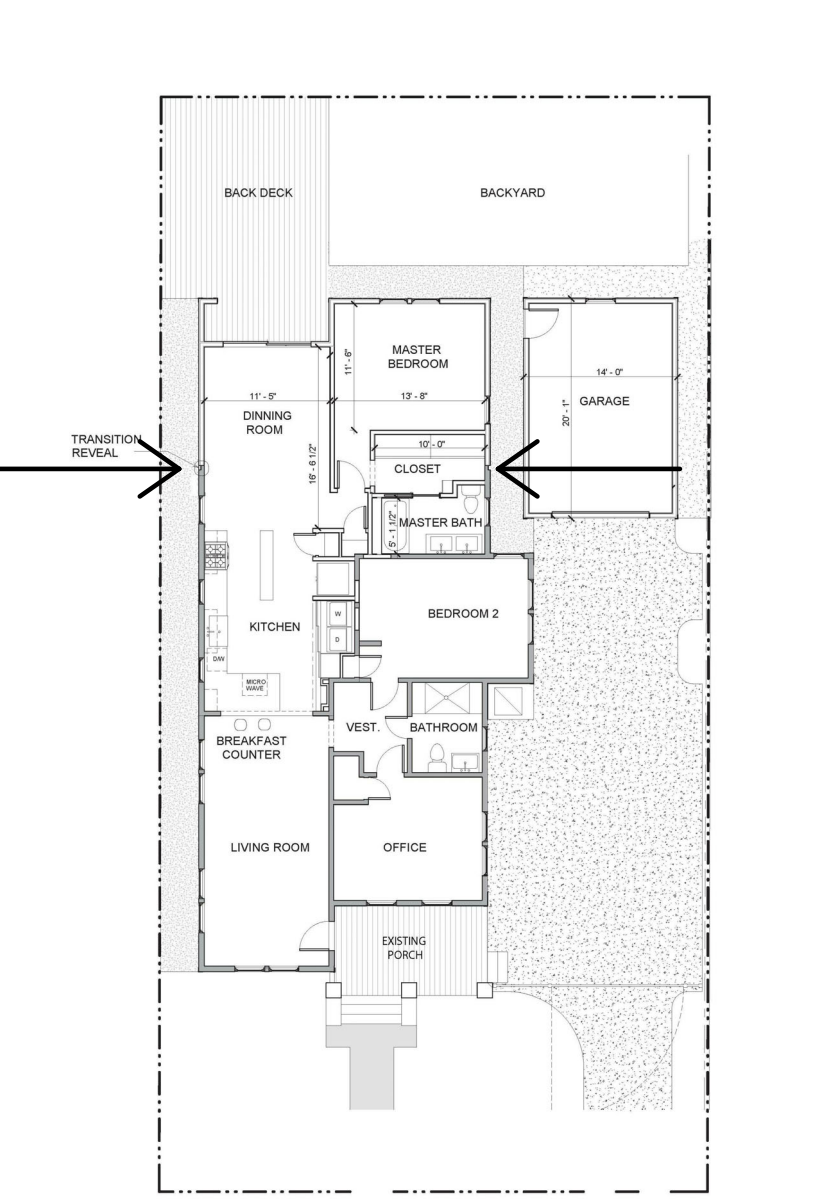 BACK DECK
BACKYARD
MASTER
BEDROOM
11' - 6"
13' - 8"
11' - 5"
DINNING
ROOM
16' - 6 1/2"
14' - 0"
GARAGE
20' - 1"
TRANSITION
REVEAL
10' - 0"
CLOSET
MASTER BATH
5' - 1 1/2"
BEDROOM 2
W
D
KITCHEN
D/W
MICRO
WAVE
VEST.
BATHROOM
BREAKFAST
COUNTER
LIVING ROOM
OFFICE
EXISTING
PORCH